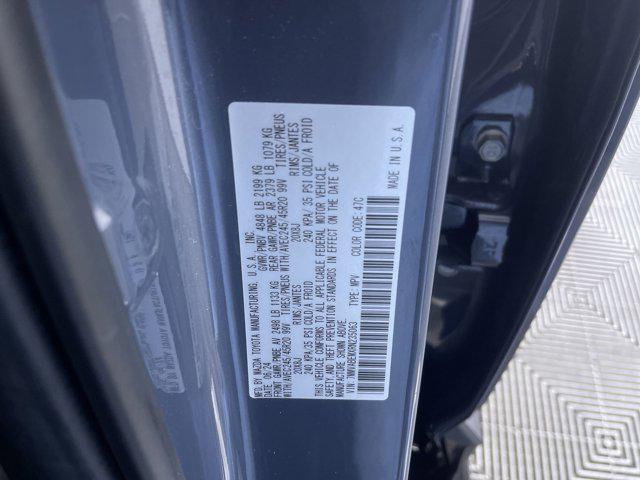 MFD BY MAZDA TOYOTA MANUFACTURING, U.S.A., INC.
DATE 06/24 GVWR/PNBV 4848 LB 2199 KG
FRONT GAWR/PNBE AV 2498 LB 1133 KG REAR GAWR/PNBE AR 2379 LB 1079 KG
WITH/AVEC245/45R20 99V TIRES/PNEUS WITH/AVEC245/45R20 99V TIRES/PNEUS
20X8J RIMS/JANTES 20X8J RIMS/JANTES
240 KPA/35 PSI COLD/A FROID 240 KPA/ 35 PSI COLD/A FROID
THIS VEHICLE CONFORMS TO ALL APPLICABLE FEDERAL MOTOR VEHICLE
SAFETY AND THEFT PREVENTION STANDARDS IN EFFECT ON THE DATE OF
MANUFACTURE SHOWN ABOVE.
TYPE: MPV COLOR CODE: 47C
MADE IN U.S.A.